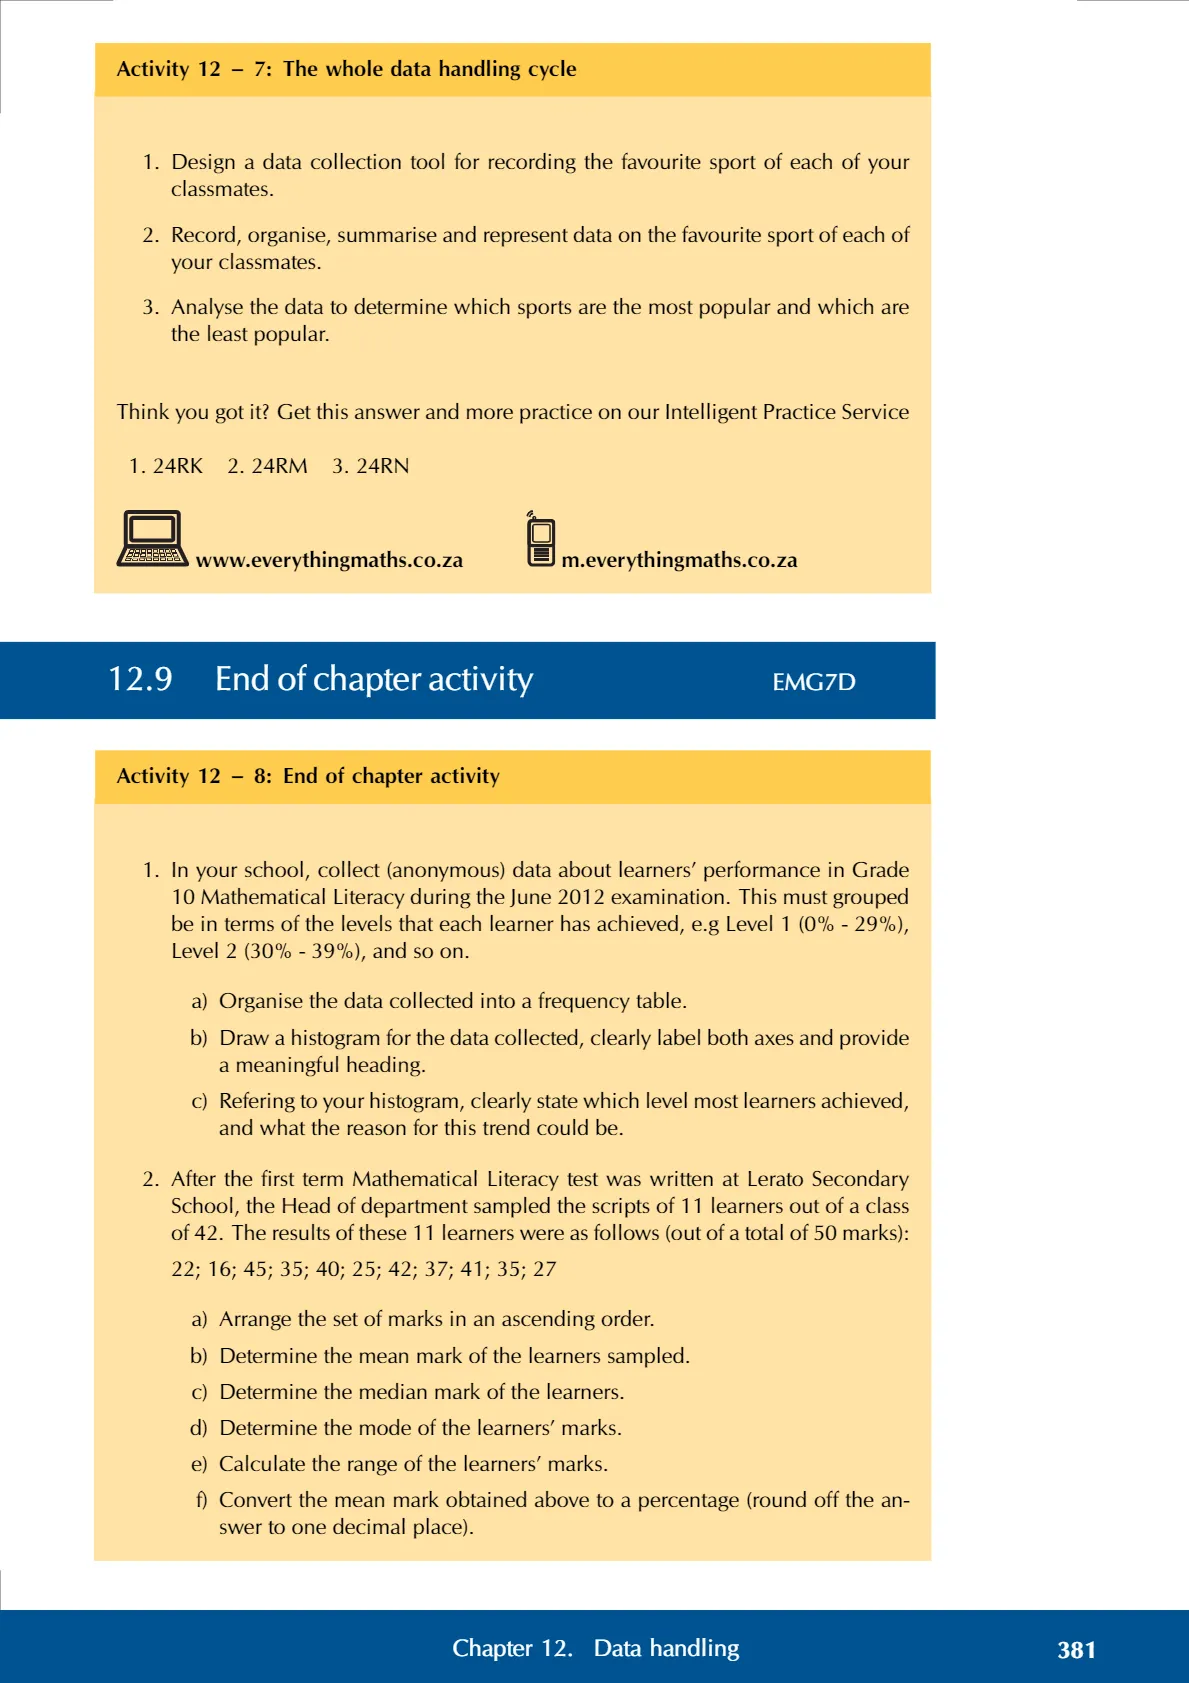 Activity 12 – 7: The whole data handling cycle
1. Design a data collection tool for recording the favourite sport of each of your
classmates.
2. Record, organise, summarise and represent data on the favourite sport of each of
your classmates.
3. Analyse the data to determine which sports are the most popular and which are
the least popular.
Think you got it? Get this answer and more practice on our Intelligent Practice Service
1. 24RK 2. 24RM 3. 24RN
www.everythingmaths.co.za m.everythingmaths.co.za
12.9 End of chapter activity EMG7D
Activity 12 – 8: End of chapter activity
1. In your school, collect (anonymous) data about learners’ performance in Grade
10 Mathematical Literacy during the June 2012 examination. This must grouped
be in terms of the levels that each learner has achieved, e.g Level 1 (0% - 29%),
Level 2 (30% - 39%), and so on.
a) Organise the data collected into a frequency table.
b) Draw a histogram for the data collected, clearly label both axes and provide
a meaningful heading.
c) Refering to your histogram, clearly state which level most learners achieved,
and what the reason for this trend could be.
2. After the first term Mathematical Literacy test was written at Lerato Secondary
School, the Head of department sampled the scripts of 11 learners out of a class
of 42. The results of these 11 learners were as follows (out of a total of 50 marks):
22; 16; 45; 35; 40; 25; 42; 37; 41; 35; 27
a) Arrange the set of marks in an ascending order.
b) Determine the mean mark of the learners sampled.
c) Determine the median mark of the learners.
d) Determine the mode of the learners’ marks.
e) Calculate the range of the learners’ marks.
f) Convert the mean mark obtained above to a percentage (round off the an-
swer to one decimal place).
Chapter 12. Data handling 381